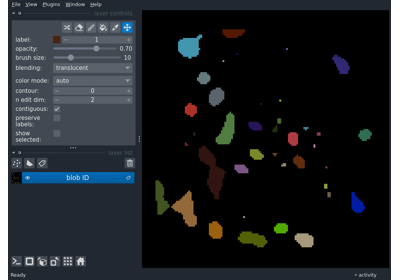 File View Plugins Window Help
layer controls
label: 1
opacity: 0.70
brush size: 10
blending: translucent
color mode: auto
contour: 0
n edit dim: 2
contiguous:
preserve
labels:
show
selected:
layer list
blob ID
Ready activity